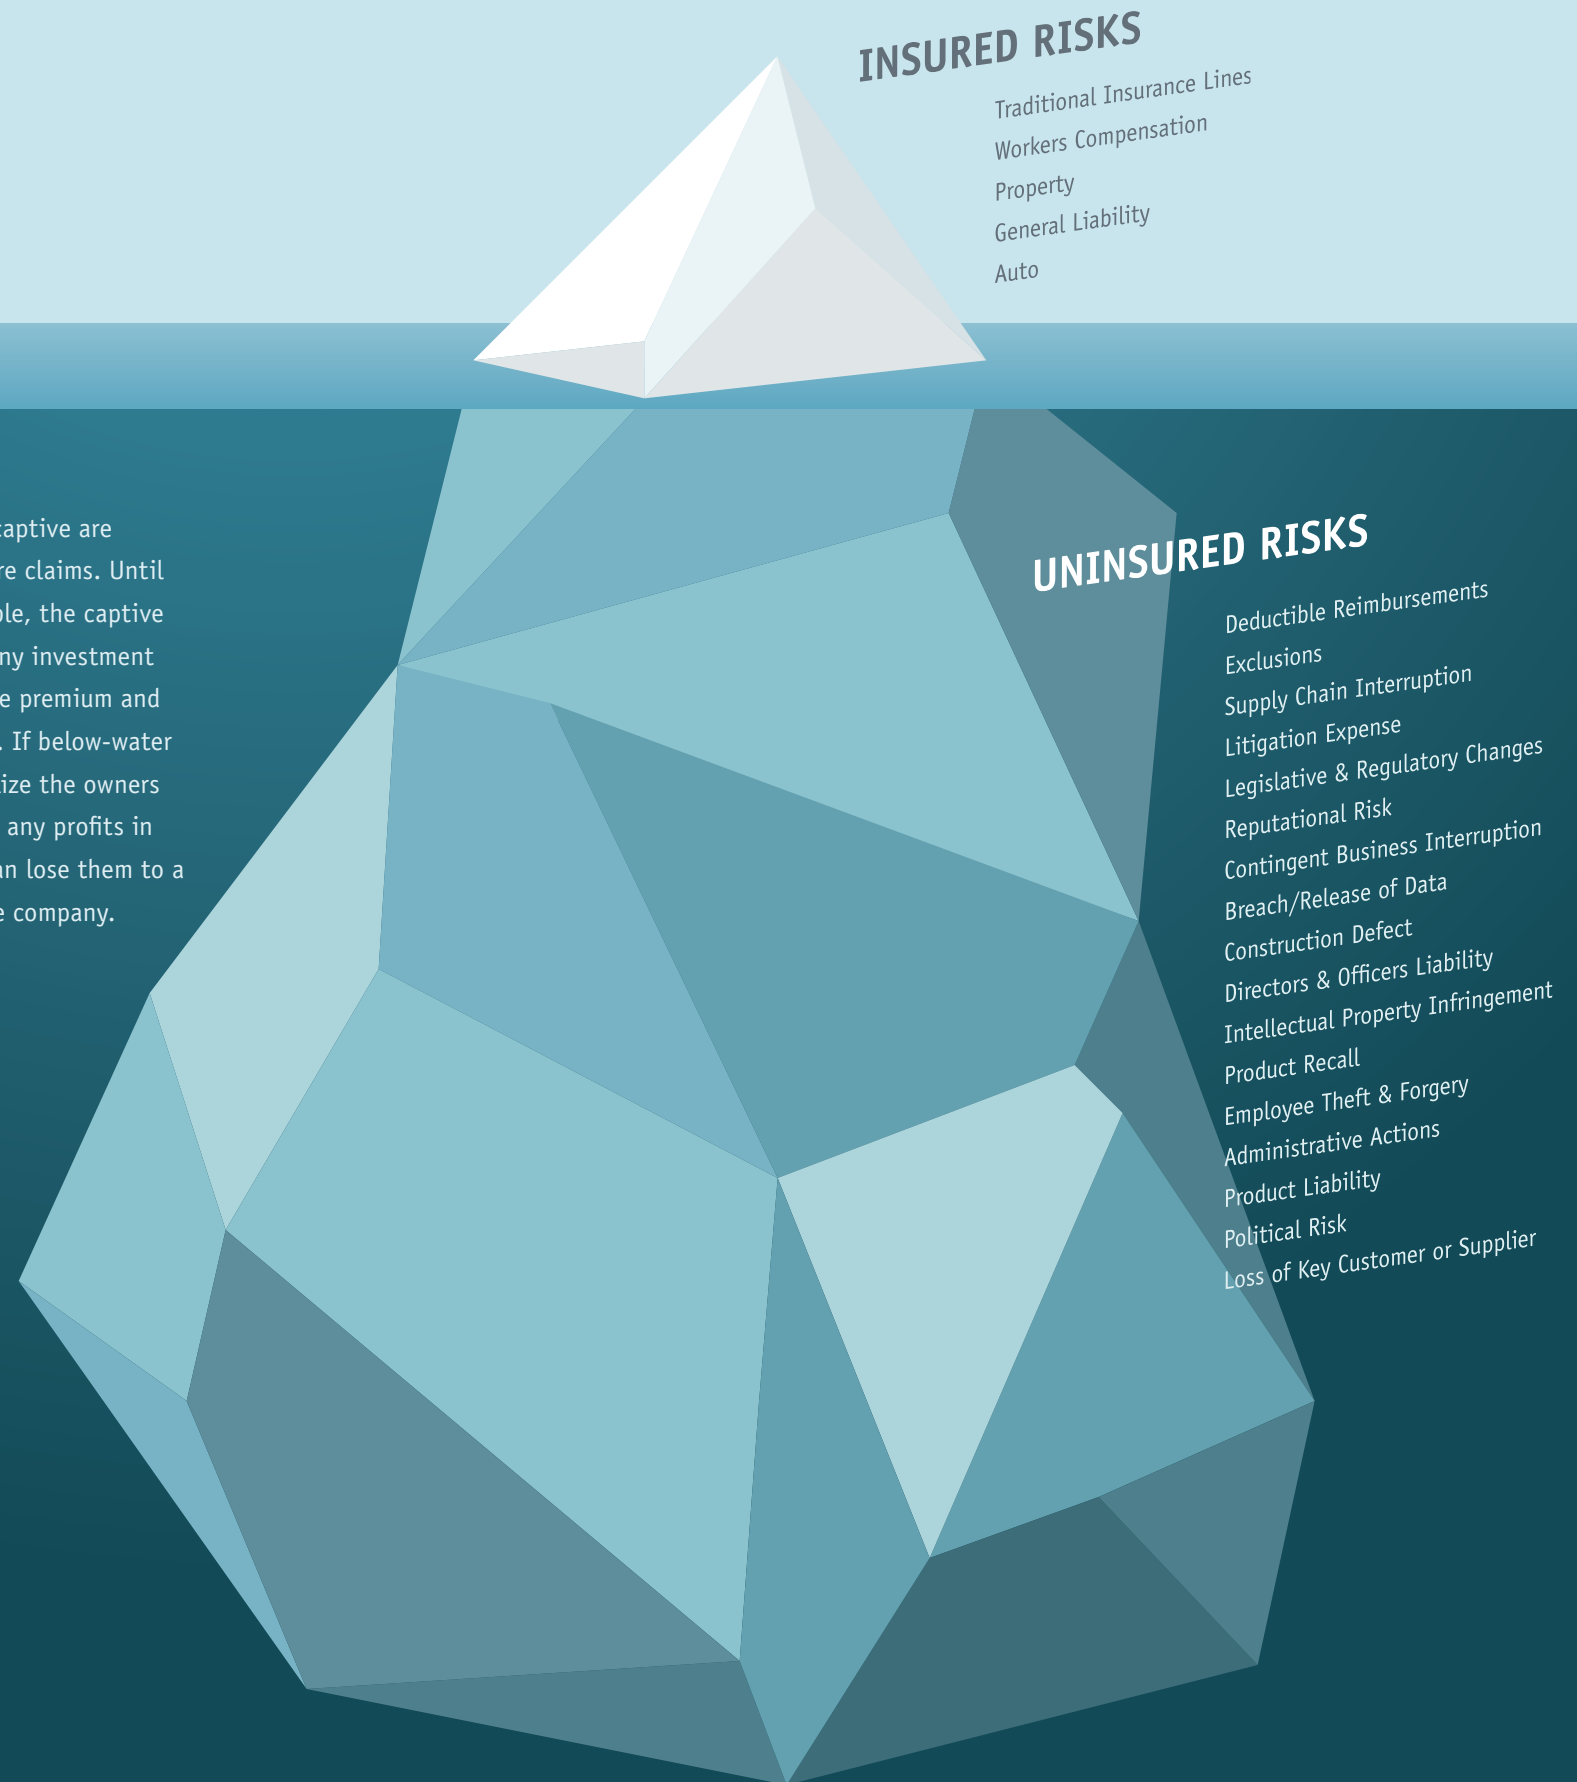 INSURED RISKS
Traditional Insurance Lines
Workers Compensation
Property
General Liability
Auto
captive are
re claims. Until
ble, the captive
ny investment
e premium and
. If below-water
ize the owners
any profits in
an lose them to a
e company.
UNINSURED RISKS
Deductible Reimbursements
Exclusions
Supply Chain Interruption
Litigation Expense
Legislative & Regulatory Changes
Reputational Risk
Contingent Business Interruption
Breach/Release of Data
Construction Defect
Directors & Officers Liability
Intellectual Property Infringement
Product Recall
Employee Theft & Forgery
Administrative Actions
Product Liability
Political Risk
Loss of Key Customer or Supplier